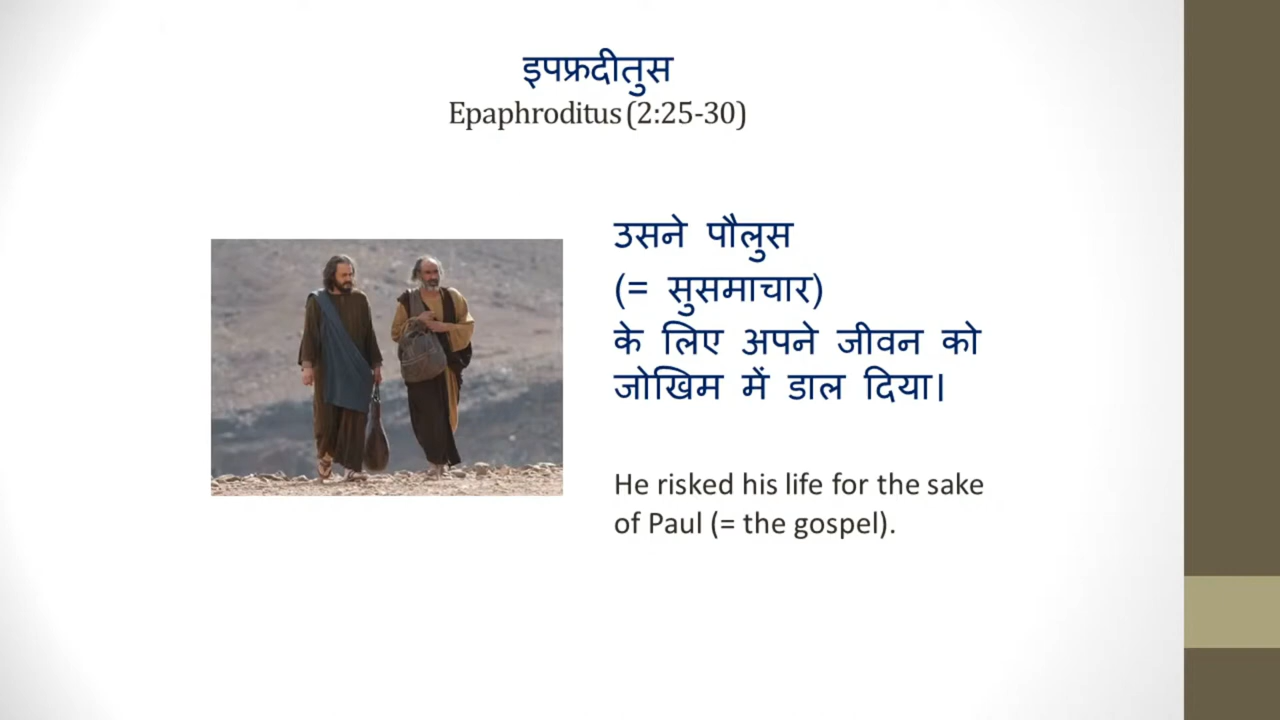 इपफ्रदीतुस
Epaphroditus (2:25-30)
उसने पौलुस
(= सुसमाचार)
के लिए अपने जीवन को
जोखिम में डाल दिया।
He risked his life for the sake
of Paul (= the gospel).